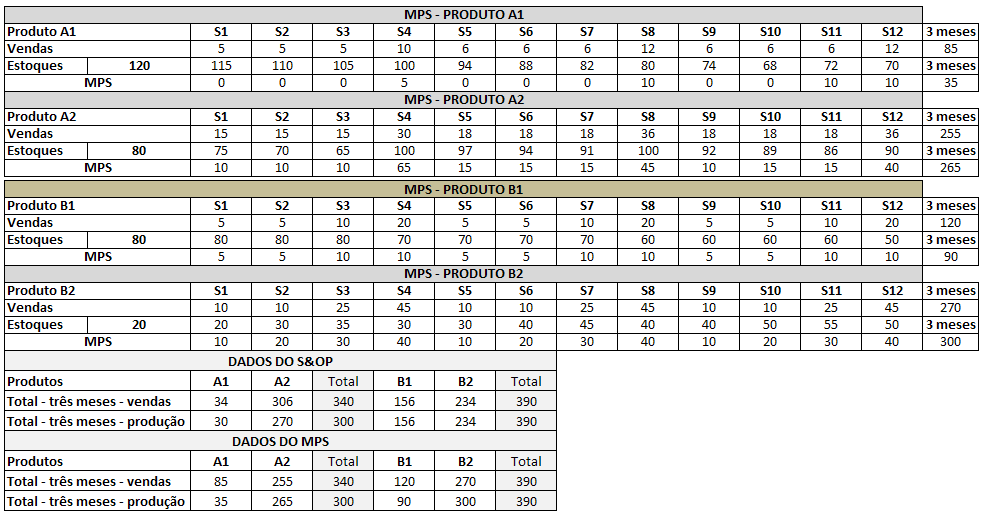 MPS - PRODUTO A1
Produto A1 S1 S2 S3 S4 S5 S6 S7 S8 S9 S10 S11 S12 3 meses
Vendas 5 5 5 10 6 6 6 12 6 6 6 12 85
Estoques 120 115 110 105 100 94 88 82 80 74 68 72 70 3 meses
MPS 0 0 0 5 0 0 0 10 0 0 10 10 35
MPS - PRODUTO A2
Produto A2 S1 S2 S3 S4 S5 S6 S7 S8 S9 S10 S11 S12 3 meses
Vendas 15 15 15 30 18 18 18 36 18 18 18 36 255
Estoques 80 75 70 65 100 97 94 91 100 92 89 86 90 3 meses
MPS 10 10 10 65 15 15 15 45 10 15 15 40 265
MPS - PRODUTO B1
Produto B1 S1 S2 S3 S4 S5 S6 S7 S8 S9 S10 S11 S12 3 meses
Vendas 5 5 10 20 5 5 10 20 5 5 10 20 120
Estoques 80 80 80 80 70 70 70 70 60 60 60 60 50 3 meses
MPS 5 5 10 10 5 5 10 10 5 5 10 10 90
MPS - PRODUTO B2
Produto B2 S1 S2 S3 S4 S5 S6 S7 S8 S9 S10 S11 S12 3 meses
Vendas 10 10 25 45 10 10 25 45 10 10 25 45 270
Estoques 20 20 30 35 30 30 40 45 40 40 50 55 50 3 meses
MPS 10 20 30 40 10 20 30 40 10 20 30 40 300
DADOS DO S&OP
Produtos A1 A2 Total B1 B2 Total
Total - três meses - vendas 34 306 340 156 234 390
Total - três meses - produção 30 270 300 156 234 390
DADOS DO MPS
Produtos A1 A2 Total B1 B2 Total
Total - três meses - vendas 85 255 340 120 270 390
Total - três meses - produção 35 265 300 90 300 390